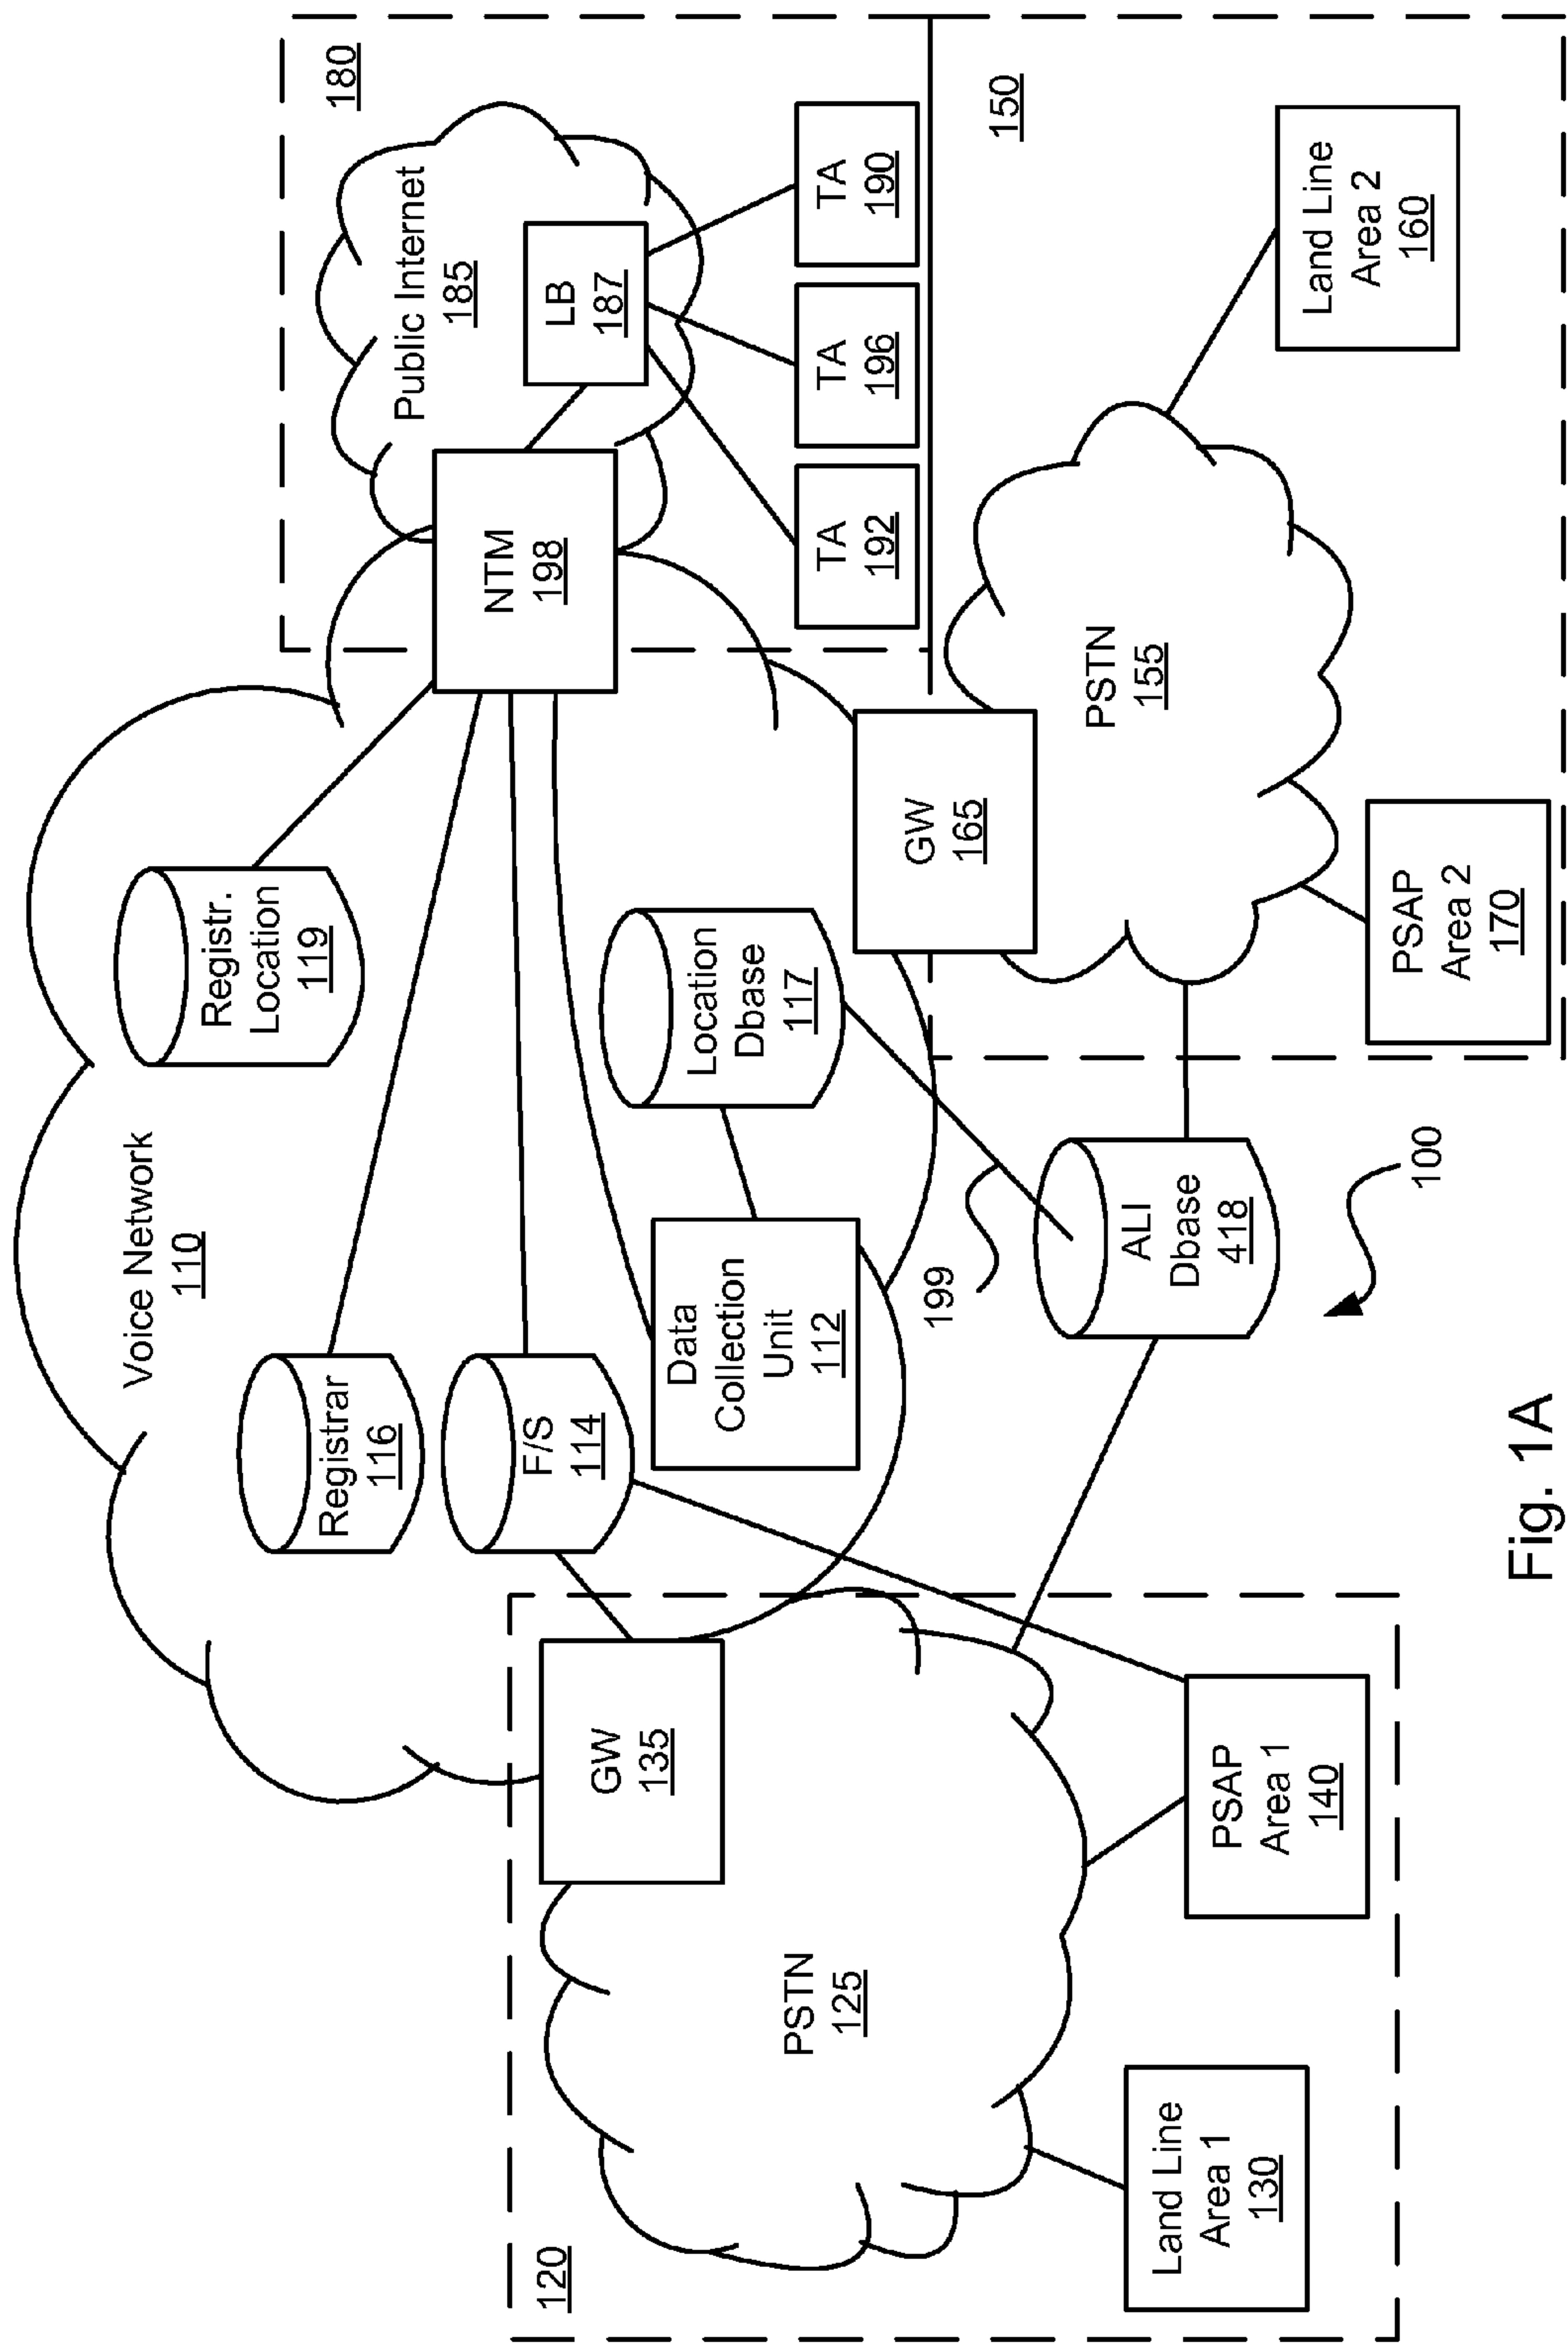 120
Land Line
Area 1
130
PSTN
125
GW
135
PSAP
Area 1
140
Voice Network
110
Registrar
116
F/S
114
Data
Collection
Unit
112
Registr.
Location
119
Location
Dbase
117
199
ALI
Dbase
418
100
NTM
198
GW
165
180
Public Internet
185
LB
187
TA
192
TA
196
TA
190
150
PSTN
155
PSAP
Area 2
170
Land Line
Area 2
160
Fig. 1A